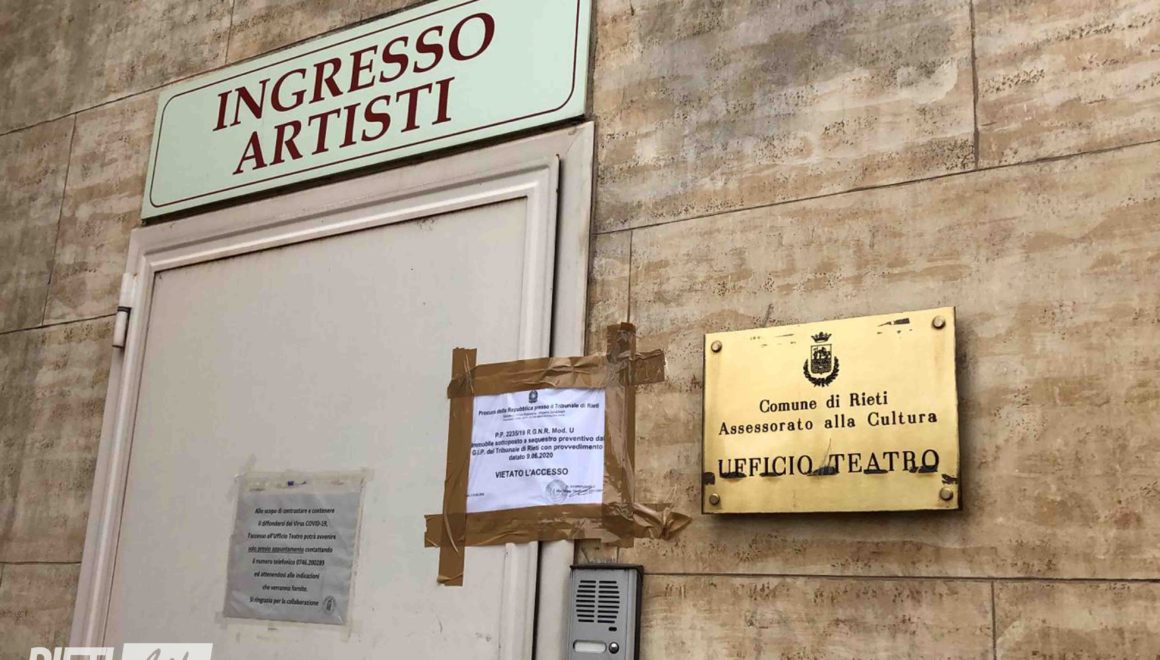 INGRESSO
ARTISTI
Procura della Repubblica presso il Tribunale di Rieti
P.P. 2235/19 R.G.N.R. Mod. U
Immobile sottoposto a sequestro preventivo dal
G.I.P. del Tribunale di Rieti con provvedimento
datato 9.06.2020
VIETATO L'ACCESSO
Comune di Rieti
Assessorato alla Cultura
UFFICIO TEATRO
Allo scopo di contrastare e contenere
il diffondersi del Virus COVID-19,
l'accesso all'Ufficio Teatro potrà avvenire
solo previo appuntamento contattando
il numero telefonico 0746.200289
ed attenendosi alle indicazioni
che verranno fornite.
Si ringrazia per la collaborazione
RIETI